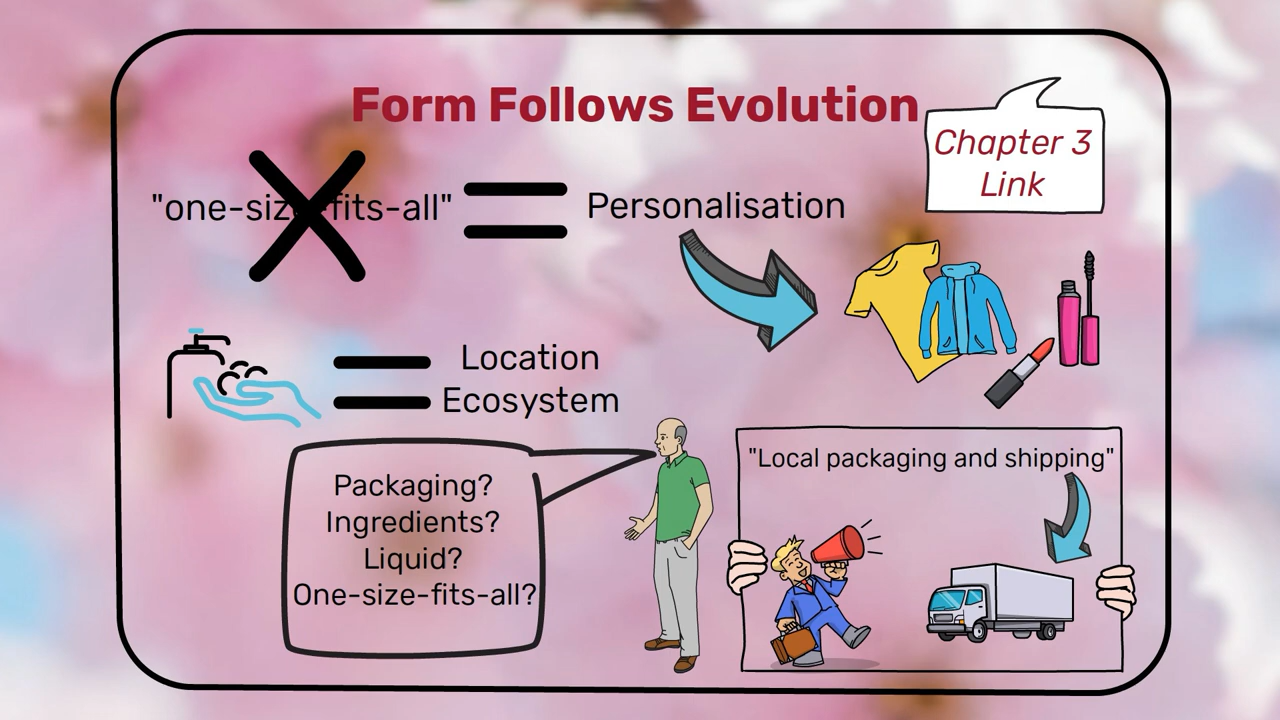 Form Follows Evolution
Chapter 3
Link
"one-size-fits-all"
Personalisation
Location
Ecosystem
Packaging?
Ingredients?
Liquid?
One-size-fits-all?
"Local packaging and shipping"